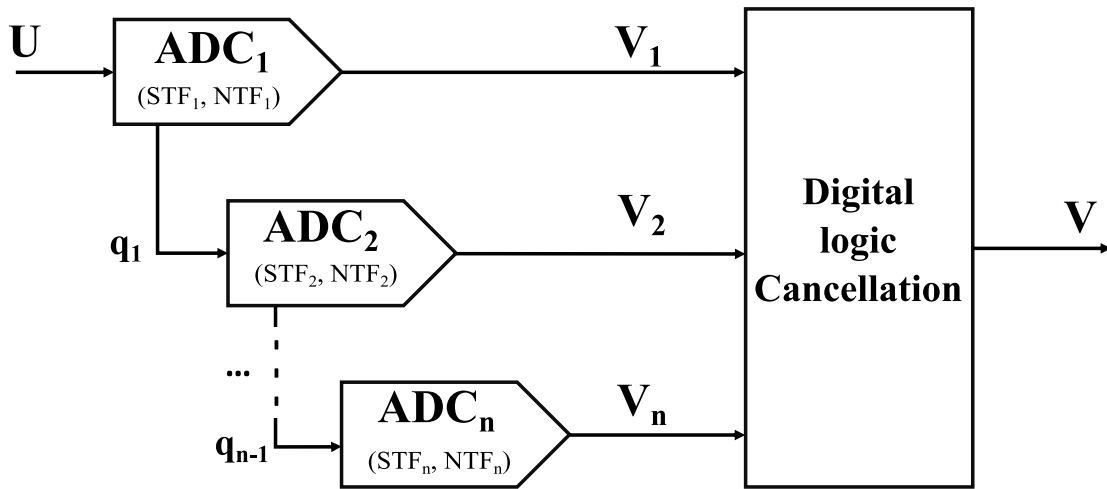 U
ADC₁
(STF₁, NTF₁)
V₁
q₁
ADC₂
(STF₂, NTF₂)
V₂
...
qₙ₋₁
ADCₙ
(STFₙ, NTFₙ)
Vₙ
Digital
logic
Cancellation
V